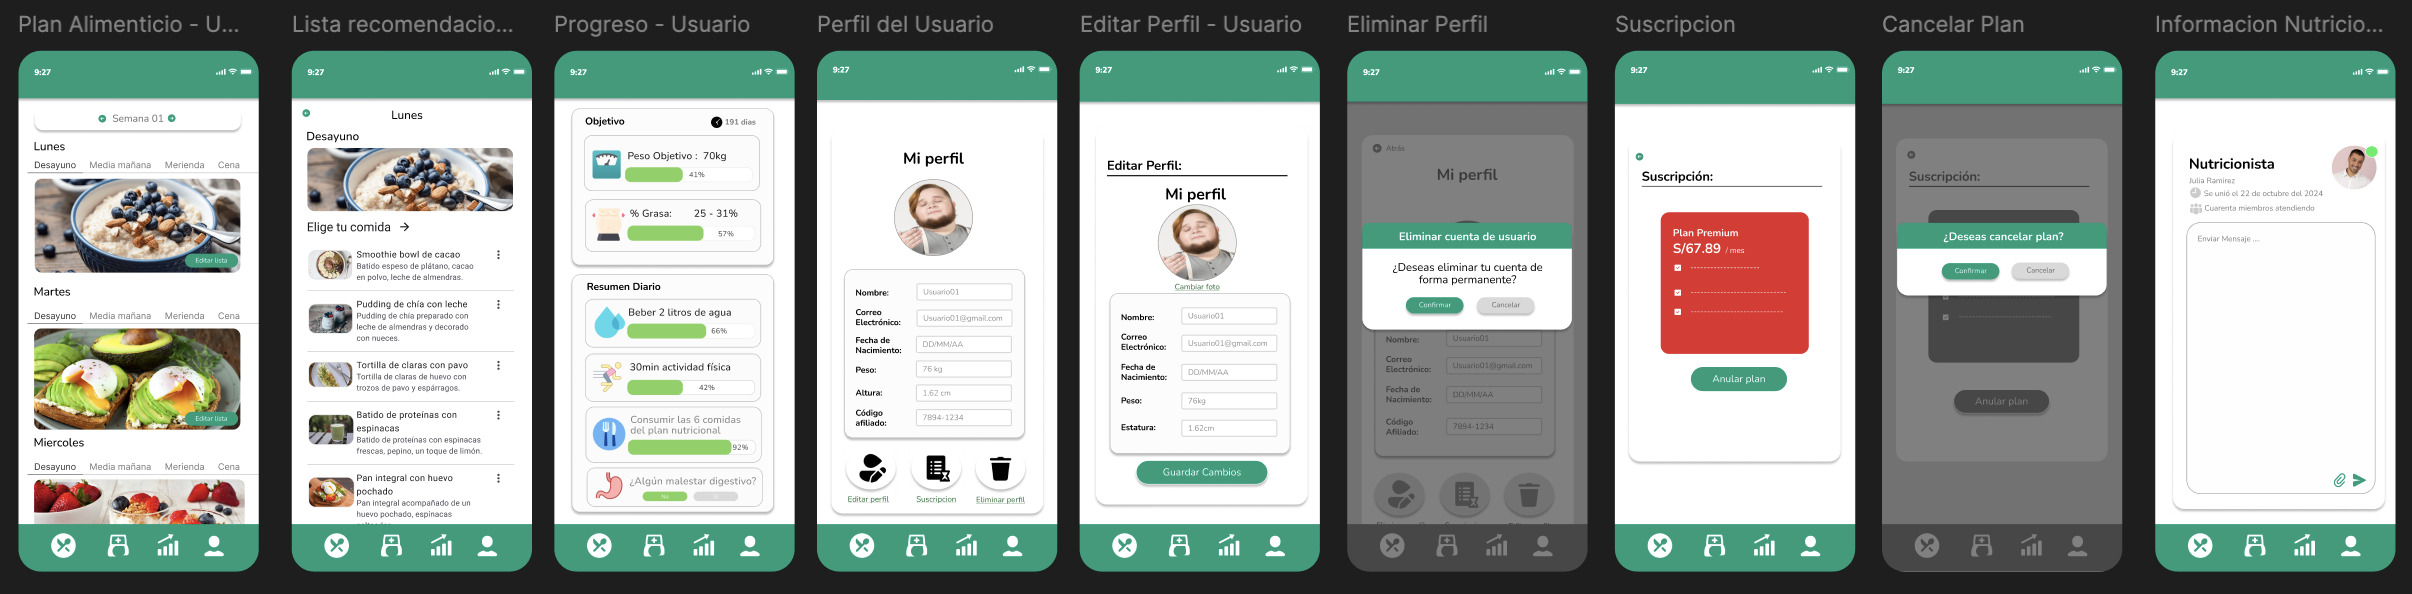 Plan Alimenticio - U...
9:27
Semana 01
Lunes
Desayuno Media mañana Merienda Cena
Editar lista
Martes
Desayuno Media mañana Merienda Cena
Editar lista
Miercoles
Desayuno Media mañana Merienda Cena
Lista recomendacio...
9:27
Lunes
Desayuno
Elige tu comida
Smoothie bowl de cacao
Batido espeso de plátano, cacao
en polvo, leche de almendras.
Pudding de chía con leche
Pudding de chía preparado con
leche de almendras y decorado
con nueces.
Tortilla de claras con pavo
Tortilla de claras de huevo con
trozos de pavo y espárragos.
Batido de proteínas con
espinacas
Batido de proteínas con espinacas
frescas, pepino, un toque de limón.
Pan integral con huevo
pochado
Pan integral acompañado de un
huevo pochado, espinacas
Progreso - Usuario
9:27
Objetivo 191 dias
Peso Objetivo : 70kg
41%
% Grasa: 25 - 31%
57%
Resumen Diario
Beber 2 litros de agua
66%
30min actividad física
42%
Consumir las 6 comidas
del plan nutricional
92%
¿Algún malestar digestivo?
No
Perfil del Usuario
9:27
Mi perfil
Nombre: Usuario01
Correo
Electrónico: Usuario01@gmail.com
Fecha de
Nacimiento: DD/MM/AA
Peso: 76 kg
Altura: 1.62 cm
Código
afiliado: 7894-1234
Editar perfil Suscripcion Eliminar perfil
Editar Perfil - Usuario
9:27
Editar Perfil:
Mi perfil
Cambiar foto
Nombre: Usuario01
Correo
Electrónico: Usuario01@gmail.com
Fecha de
Nacimiento: DD/MM/AA
Peso: 76kg
Estatura: 1.62cm
Guardar Cambios
Eliminar Perfil
9:27
Atrás
Mi perfil
Eliminar cuenta de usuario
¿Deseas eliminar tu cuenta de
forma permanente?
Confirmar Cancelar
Nombre: Usuario01
Correo
Electrónico: Usuario01@gmail.com
Fecha de
Nacimiento: DD/MM/AA
Peso: 76 kg
Altura: 1.62 cm
Código
Afiliado: 7894-1234
Suscripcion
9:27
Suscripción:
Plan Premium
S/67.89 / mes
Anular plan
Cancelar Plan
9:27
Suscripción:
¿Deseas cancelar plan?
Confirmar Cancelar
Anular plan
Informacion Nutricio...
9:27
Nutricionista
Julia Ramirez
Se unió el 22 de octubre del 2024
Cuarenta miembros atendiendo
Enviar Mensaje ....